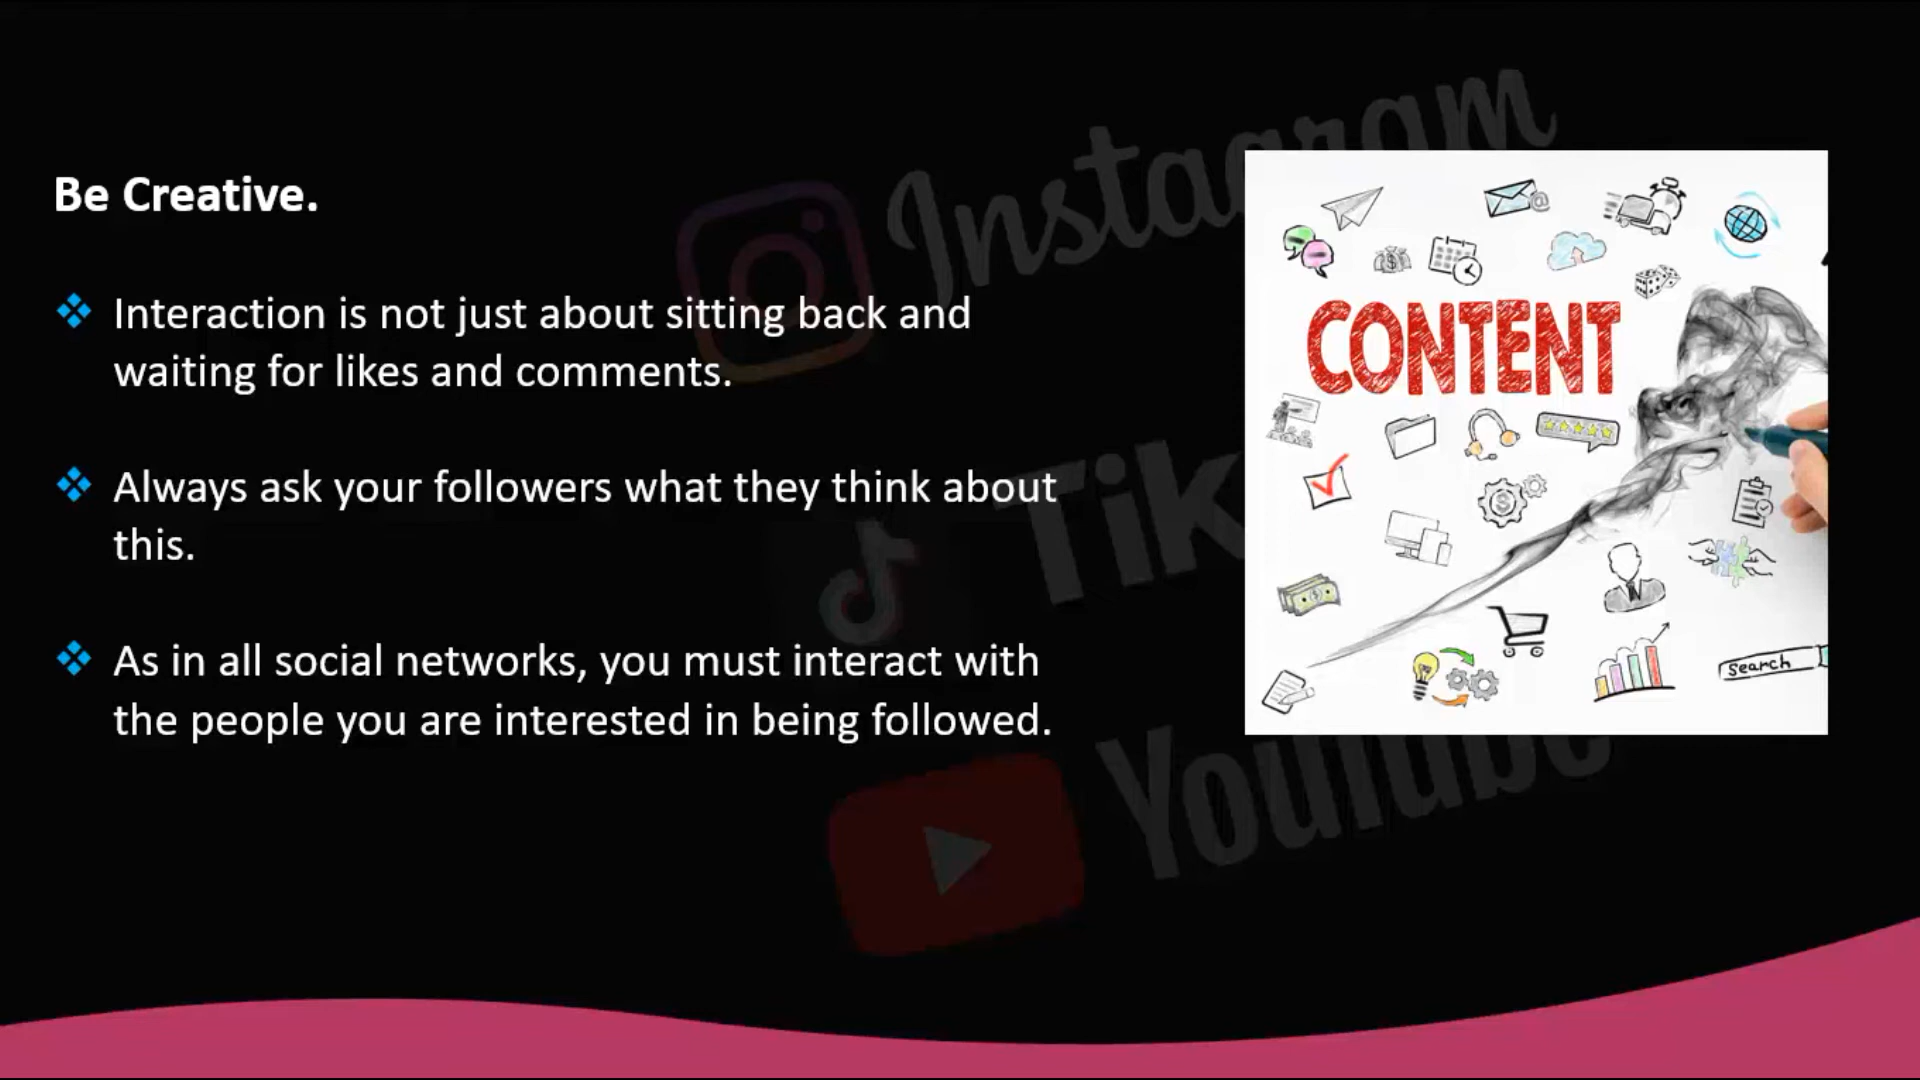 Instagram
Be Creative.
Interaction is not just about sitting back and
waiting for likes and comments.
Always ask your followers what they think about
this.
As in all social networks, you must interact with
the people you are interested in being followed.
CONTENT
search
Tik
YouTube